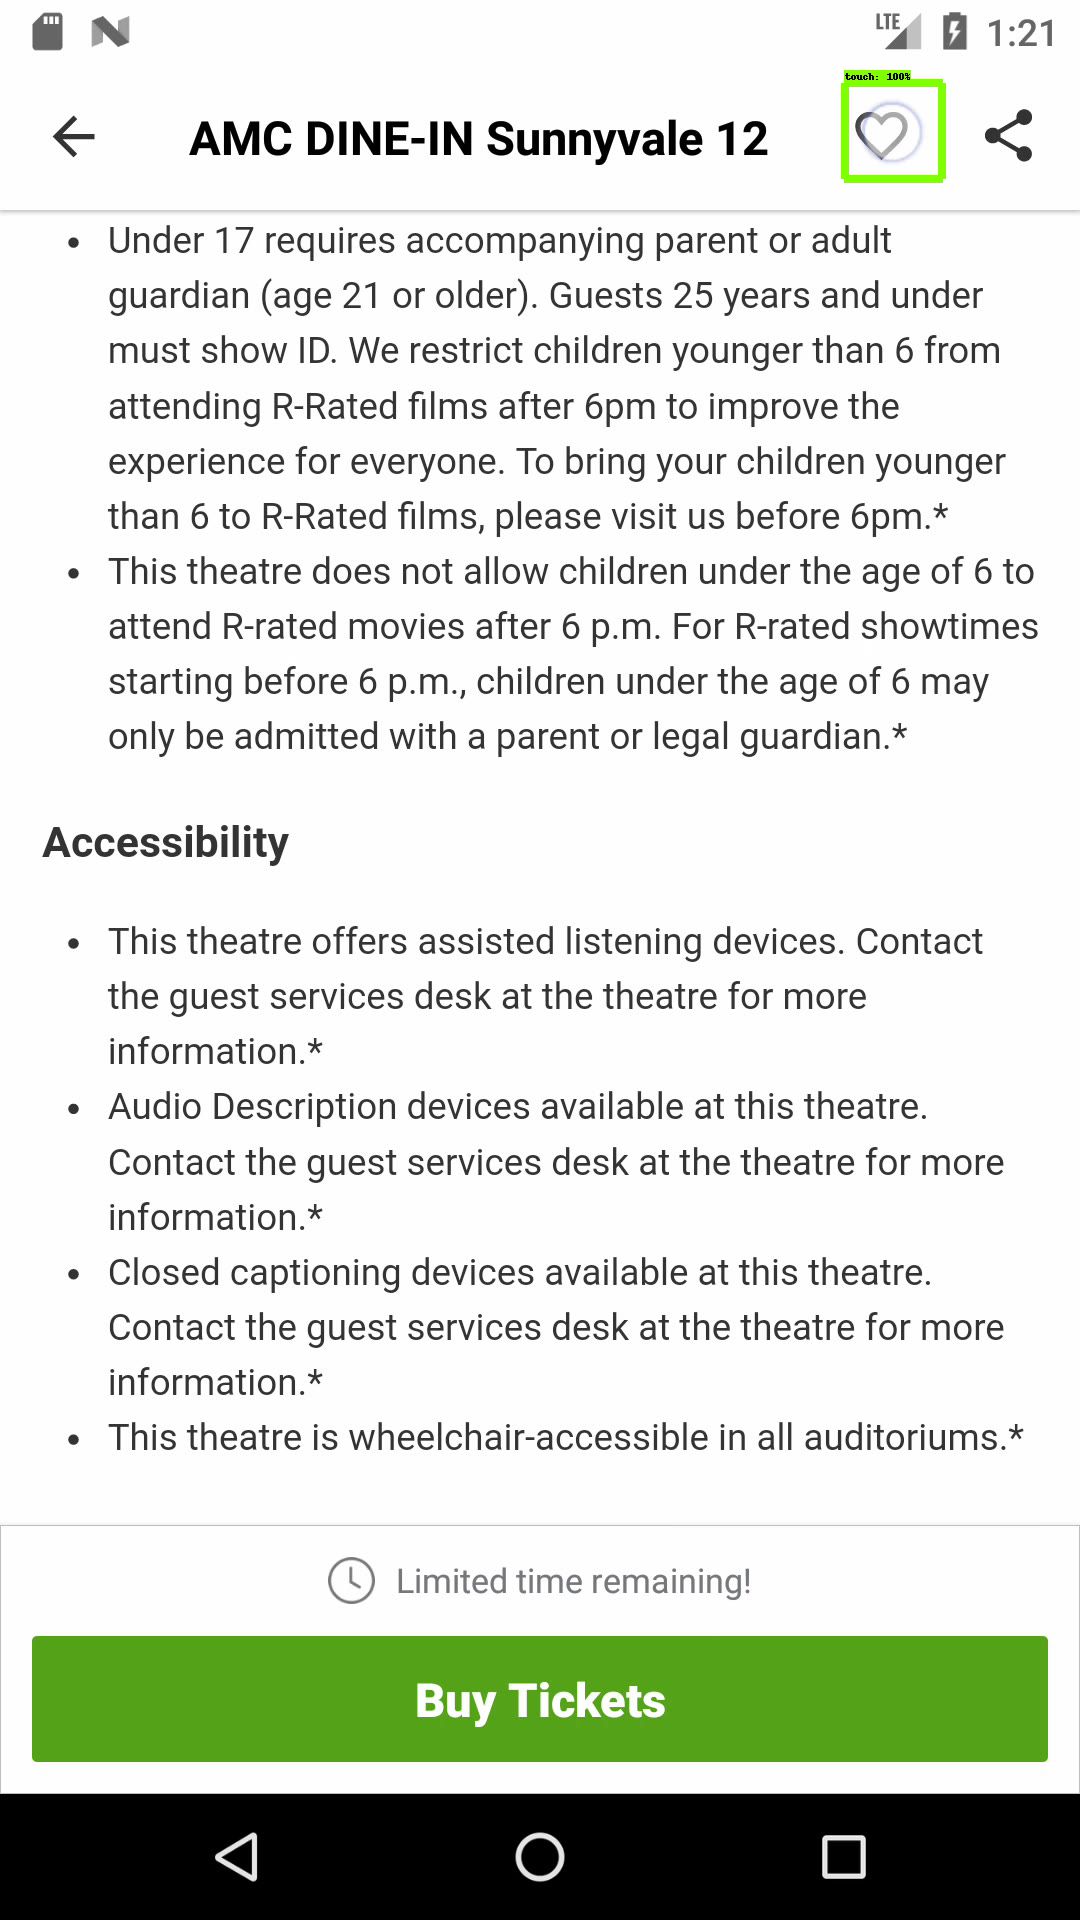 LTE 1:21
touch: 100%
AMC DINE-IN Sunnyvale 12
• Under 17 requires accompanying parent or adult
guardian (age 21 or older). Guests 25 years and under
must show ID. We restrict children younger than 6 from
attending R-Rated films after 6pm to improve the
experience for everyone. To bring your children younger
than 6 to R-Rated films, please visit us before 6pm.*
• This theatre does not allow children under the age of 6 to
attend R-rated movies after 6 p.m. For R-rated showtimes
starting before 6 p.m., children under the age of 6 may
only be admitted with a parent or legal guardian.*
Accessibility
• This theatre offers assisted listening devices. Contact
the guest services desk at the theatre for more
information.*
• Audio Description devices available at this theatre.
Contact the guest services desk at the theatre for more
information.*
• Closed captioning devices available at this theatre.
Contact the guest services desk at the theatre for more
information.*
• This theatre is wheelchair-accessible in all auditoriums.*
Limited time remaining!
Buy Tickets